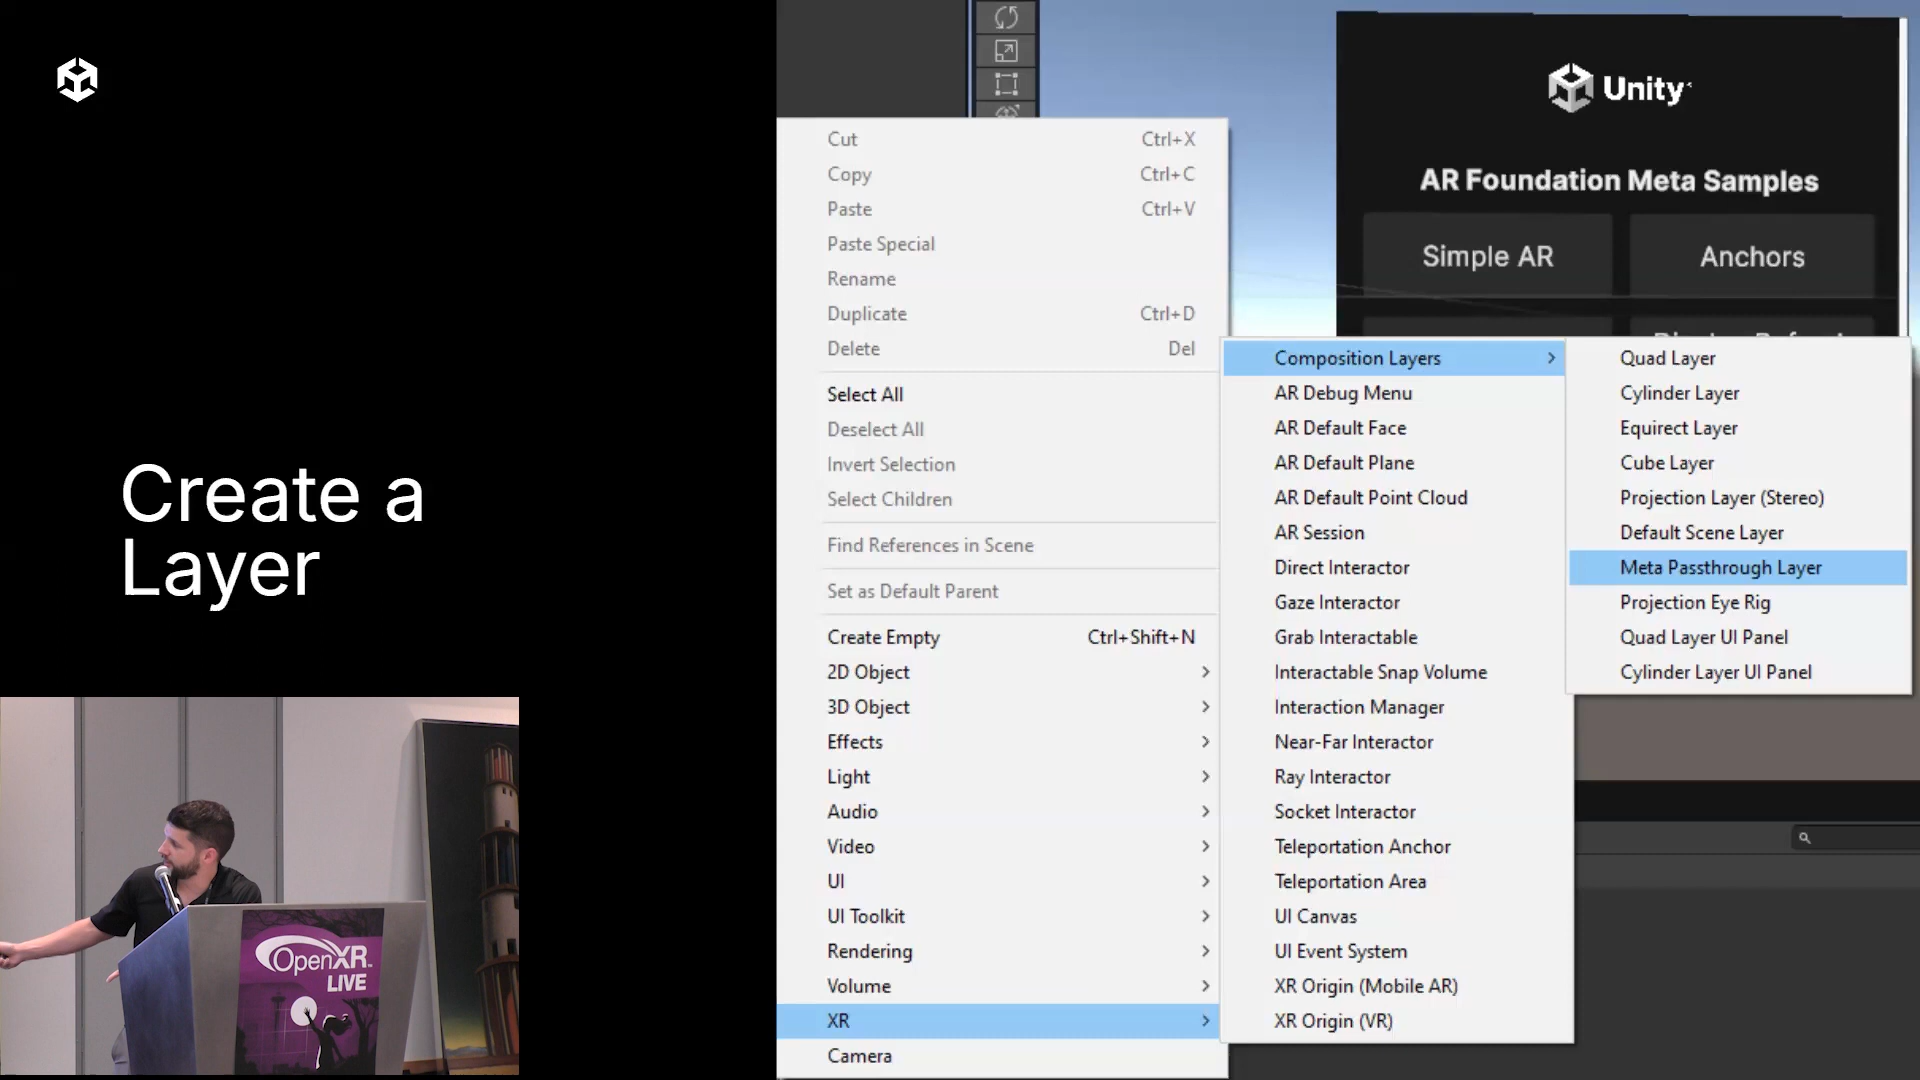 Create a
Layer
OpenXR™
LIVE
Unity
AR Foundation Meta Samples
Simple AR
Anchors
Cut Ctrl+X
Copy Ctrl+C
Paste Ctrl+V
Paste Special
Rename
Duplicate Ctrl+D
Delete Del
Select All
Deselect All
Invert Selection
Select Children
Find References in Scene
Set as Default Parent
Create Empty Ctrl+Shift+N
2D Object
3D Object
Effects
Light
Audio
Video
UI
UI Toolkit
Rendering
Volume
XR
Camera
Composition Layers
AR Debug Menu
AR Default Face
AR Default Plane
AR Default Point Cloud
AR Session
Direct Interactor
Gaze Interactor
Grab Interactable
Interactable Snap Volume
Interaction Manager
Near-Far Interactor
Ray Interactor
Socket Interactor
Teleportation Anchor
Teleportation Area
UI Canvas
UI Event System
XR Origin (Mobile AR)
XR Origin (VR)
Quad Layer
Cylinder Layer
Equirect Layer
Cube Layer
Projection Layer (Stereo)
Default Scene Layer
Meta Passthrough Layer
Projection Eye Rig
Quad Layer UI Panel
Cylinder Layer UI Panel